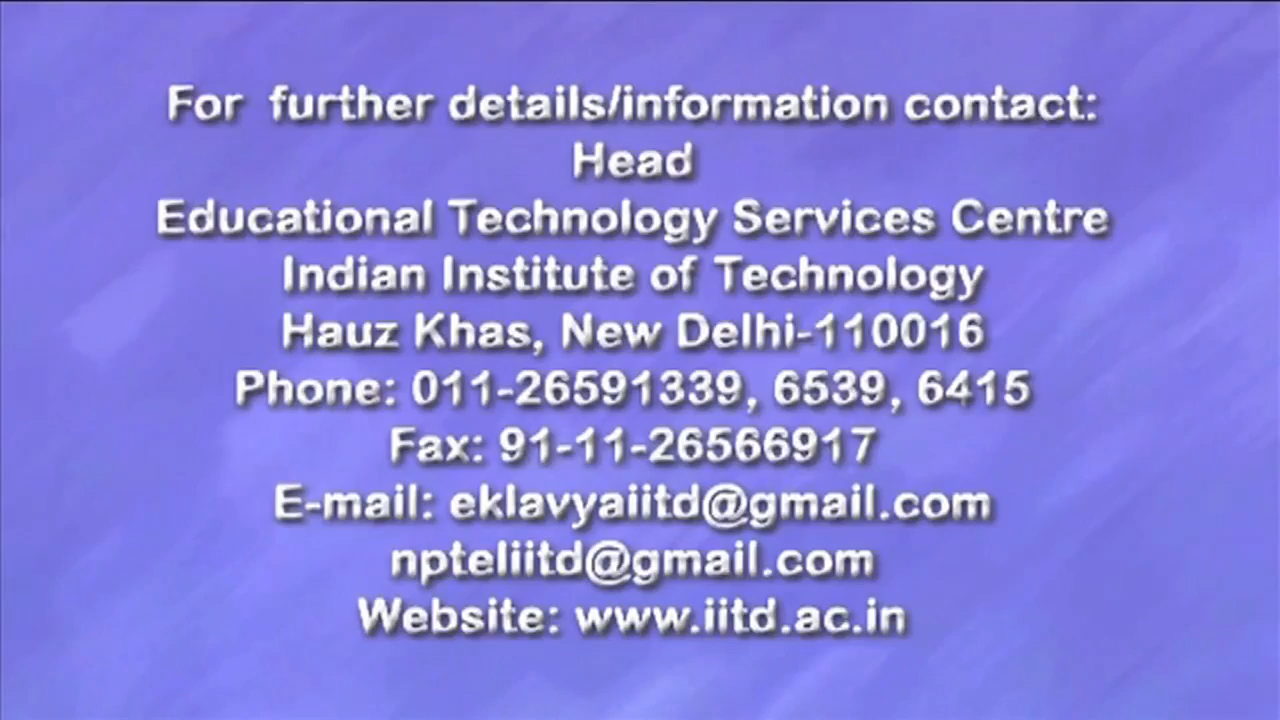 For further details/information contact:
Head
Educational Technology Services Centre
Indian Institute of Technology
Hauz Khas, New Delhi-110016
Phone: 011-26591339, 6539, 6415
Fax: 91-11-26566917
E-mail: eklavyaiitd@gmail.com
npteliitd@gmail.com
Website: www.iitd.ac.in